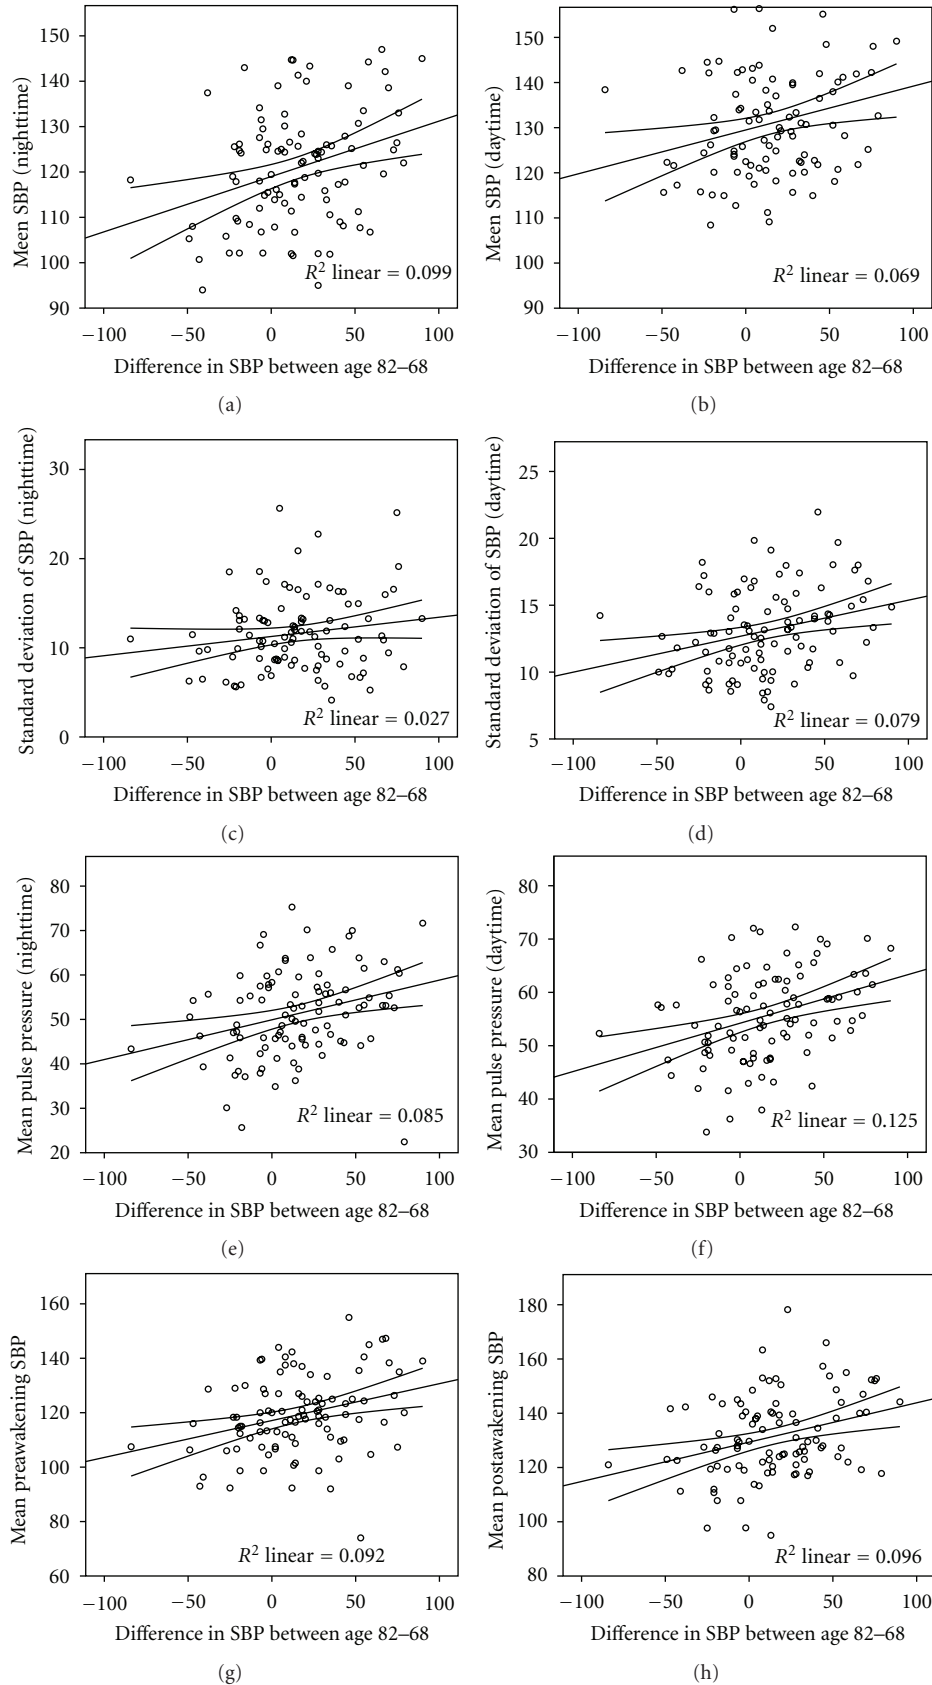 150
140
130
120
110
100
90
Meen SBP (nighttime)
R² linear = 0.099
−100 −50 0 50 100
Difference in SBP between age 82–68
(a)
150
140
130
120
110
100
90
Meen SBP (daytime)
R² linear = 0.069
−100 −50 0 50 100
Difference in SBP between age 82–68
(b)
30
20
10
0
Standard deviation of SBP (nighttime)
R² linear = 0.027
−100 −50 0 50 100
Difference in SBP between age 82–68
(c)
25
20
15
10
5
Standard deviation of SBP (daytime)
R² linear = 0.079
−100 −50 0 50 100
Difference in SBP between age 82–68
(d)
80
70
60
50
40
30
20
Mean pulse pressure (nighttime)
R² linear = 0.085
−100 −50 0 50 100
Difference in SBP between age 82–68
(e)
80
70
60
50
40
30
Mean pulse pressure (daytime)
R² linear = 0.125
−100 −50 0 50 100
Difference in SBP between age 82–68
(f)
160
140
120
100
80
60
Mean preawakening SBP
R² linear = 0.092
−100 −50 0 50 100
Difference in SBP between age 82–68
(g)
180
160
140
120
100
80
Mean postawakening SBP
R² linear = 0.096
−100 −50 0 50 100
Difference in SBP between age 82–68
(h)